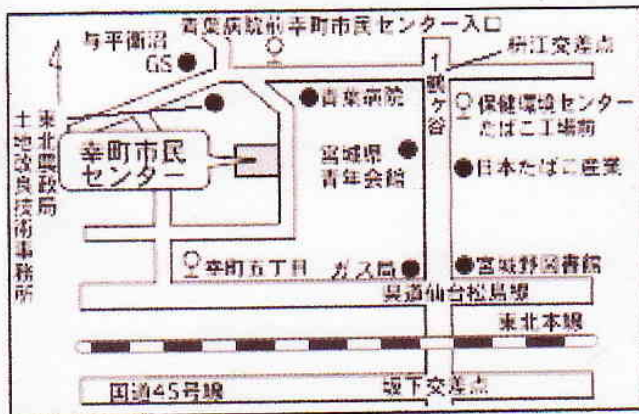 青葉病院前
幸町市民センター入口
与平衛沼
GS
枡江交差点
↑鶴ヶ谷
青葉病院
保健環境センター
たばこ工場前
宮城県
青年会館
日本たばこ産業
幸町市民
センター
東北農政局
土地改良技術事務所
幸町五丁目
ガス局
宮城野図書館
県道仙台松島線
東北本線
国道45号線
坂下交差点